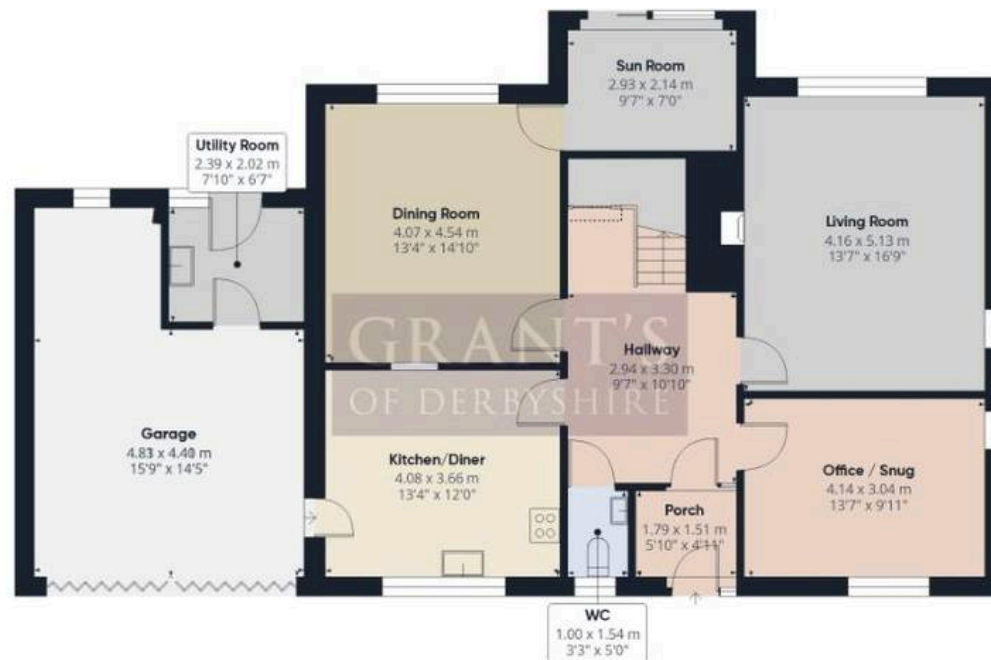 Sun Room
2.93 x 2.14 m
9'7" x 7'0"
Utility Room
2.39 x 2.02 m
7'10" x 6'7"
Dining Room
4.07 x 4.54 m
13'4" x 14'10"
Living Room
4.16 x 5.13 m
13'7" x 16'9"
GRANT'S
OF DERBYSHIRE
Hallway
2.94 x 3.30 m
9'7" x 10'10"
Garage
4.83 x 4.40 m
15'9" x 14'5"
Kitchen/Diner
4.08 x 3.66 m
13'4" x 12'0"
Office / Snug
4.14 x 3.04 m
13'7" x 9'11"
Porch
1.79 x 1.51 m
5'10" x 4'11"
WC
1.00 x 1.54 m
3'3" x 5'0"